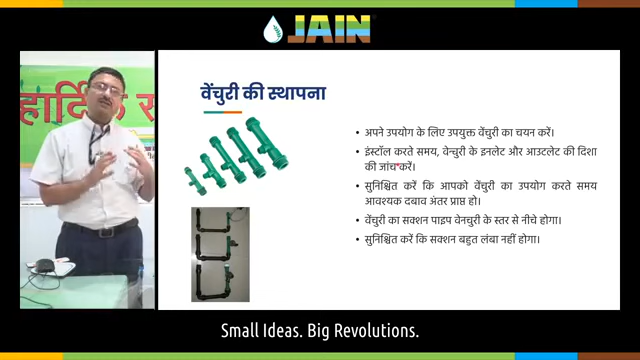 JAIN
हार्दिक
वेंचुरी की स्थापना
• अपने उपयोग के लिए उपयुक्त वेंचुरी का चयन करें।
• इंस्टॉल करते समय, वेन्चुरी के इनलेट और आउटलेट की दिशा
की जांच करें।
• सुनिश्चित करें कि आपको वेंचुरी का उपयोग करते समय
आवश्यक दबाव अंतर प्राप्त हो।
• वेंचुरी का सक्शन पाइप वेनचुरी के स्तर से नीचे होगा।
• सुनिश्चित करें कि सक्शन बहुत लंबा नहीं होगा।
Small Ideas. Big Revolutions.